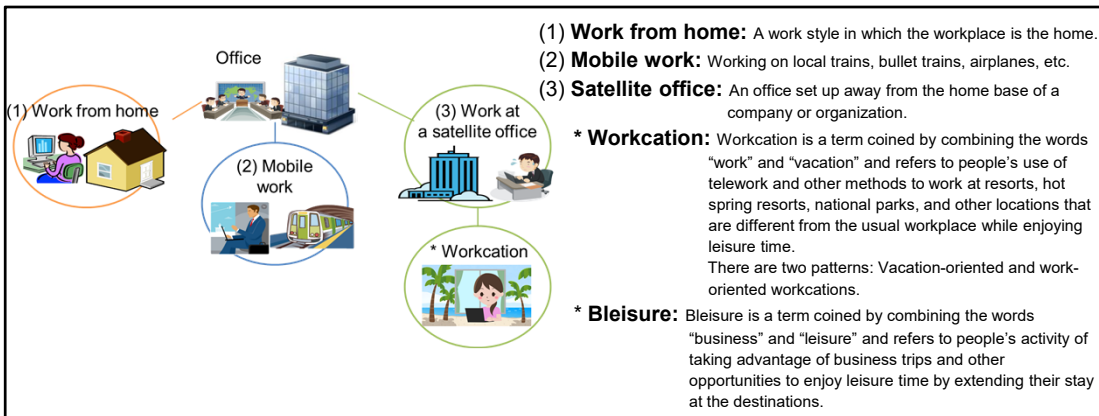 Office
(1) Work from home
(2) Mobile
work
(3) Work at
a satellite office
* Workcation
(1) Work from home: A work style in which the workplace is the home.
(2) Mobile work: Working on local trains, bullet trains, airplanes, etc.
(3) Satellite office: An office set up away from the home base of a
company or organization.
* Workcation: Workcation is a term coined by combining the words
“work” and “vacation” and refers to people’s use of
telework and other methods to work at resorts, hot
spring resorts, national parks, and other locations that
are different from the usual workplace while enjoying
leisure time.
There are two patterns: Vacation-oriented and work-
oriented workcations.
* Bleisure: Bleisure is a term coined by combining the words
“business” and “leisure” and refers to people’s activity of
taking advantage of business trips and other
opportunities to enjoy leisure time by extending their stay
at the destinations.